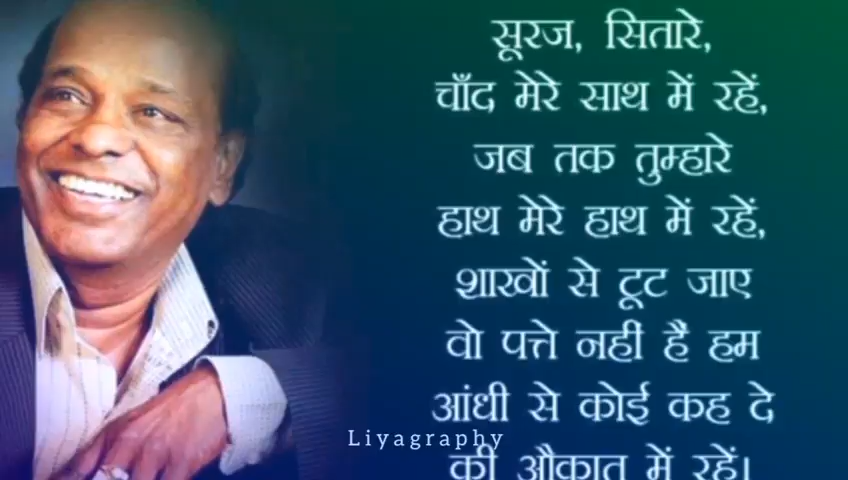 सूरज, सितारे,
चाँद मेरे साथ में रहें,
जब तक तुम्हारे
हाथ मेरे हाथ में रहें,
शाखों से टूट जाए
वो पत्ते नही है हम
आंधी से कोई कह दे
Liyagraphy
की औकात में रहें।